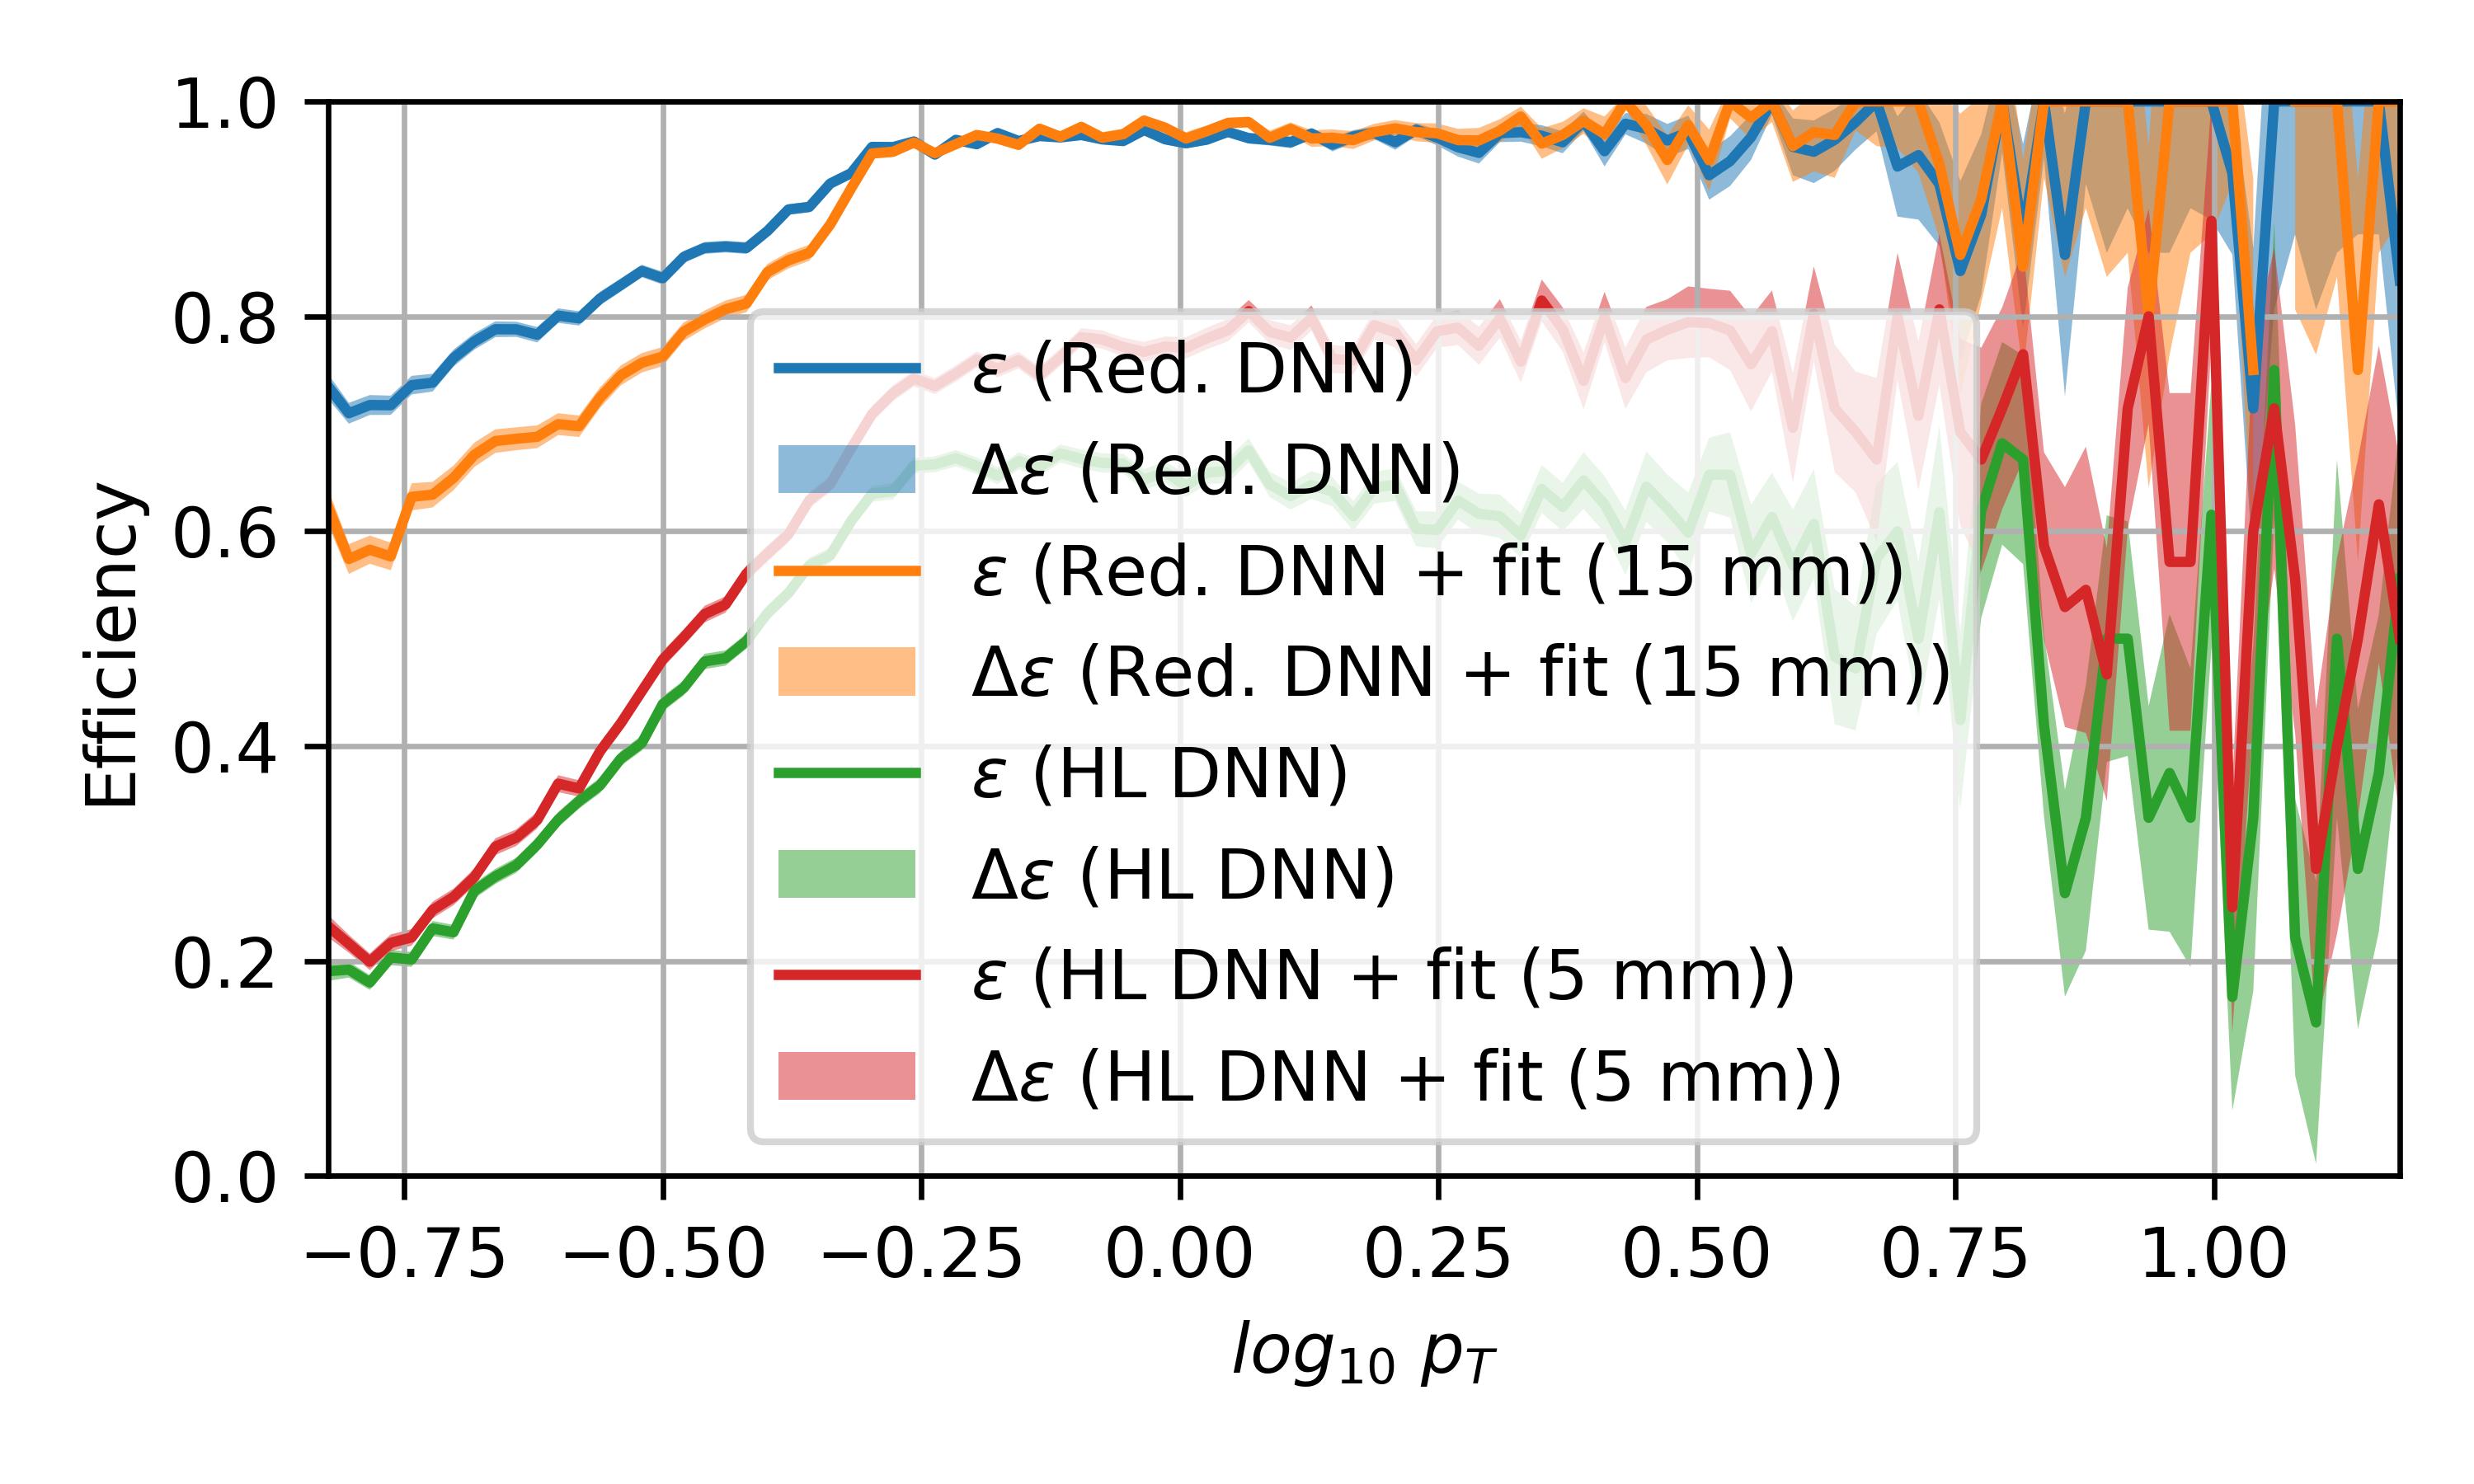 1.0
0.8
0.6
0.4
0.2
0.0
Efficiency
ε (Red. DNN)
Δε (Red. DNN)
ε (Red. DNN + fit (15 mm))
Δε (Red. DNN + fit (15 mm))
ε (HL DNN)
Δε (HL DNN)
ε (HL DNN + fit (5 mm))
Δε (HL DNN + fit (5 mm))
−0.75 −0.50 −0.25 0.00 0.25 0.50 0.75 1.00
log₁₀ p_T